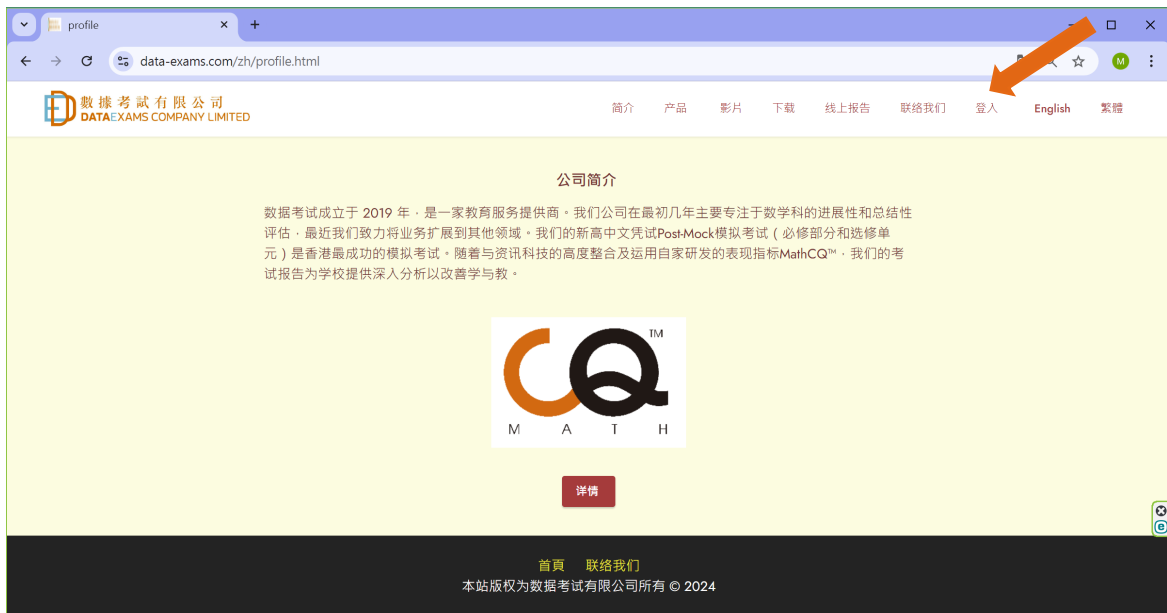 profile
data-exams.com/zh/profile.html
M
數據考試有限公司
DATAEXAMS COMPANY LIMITED
简介 产品 影片 下载 线上报告 联络我们 登入 English 繁體
公司简介
数据考试成立于 2019 年，是一家教育服务提供商。我们公司在最初几年主要专注于数学科的进展性和总结性
评估，最近我们致力将业务扩展到其他领域。我们的新高中文凭试Post-Mock模拟考试（必修部分和选修单
元）是香港最成功的模拟考试。随着与资讯科技的高度整合及运用自家研发的表现指标MathCQ™，我们的考
试报告为学校提供深入分析以改善学与教。
CQ™
MATH
详情
首頁 联络我们
本站版权为数据考试有限公司所有 © 2024